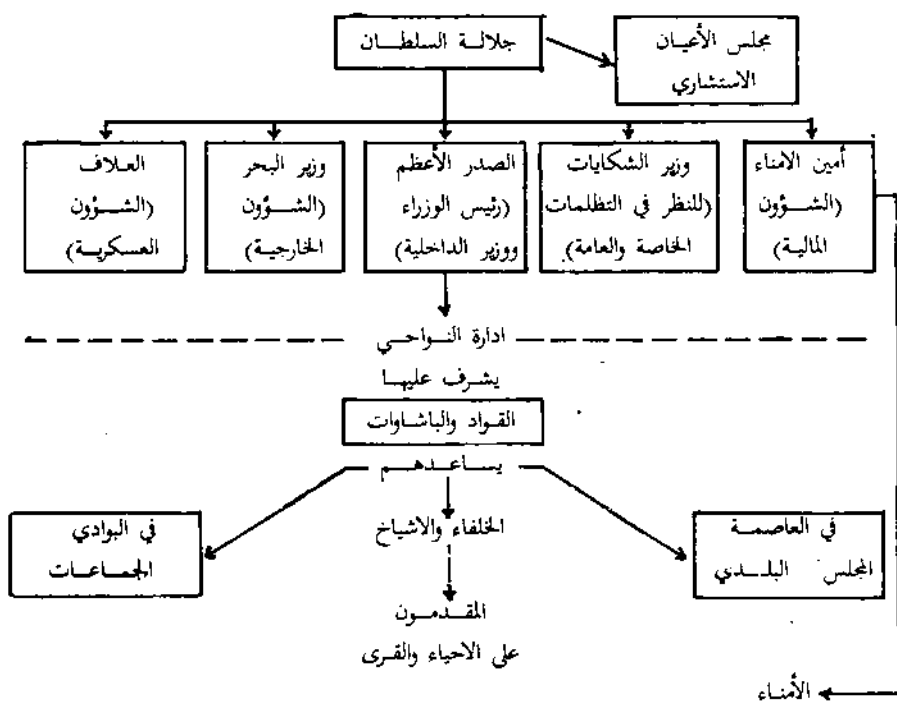 جلالة السلطان
مجلس الأعيان
الاستشاري
أمين الامناء
(الشؤون
المالية)
وزير الشكايات
(للنظر في التظلمات
الخاصة والعامة)
الصدر الأعظم
(رئيس الوزراء
ووزير الداخلية)
وزير البحر
(الشؤون
الخارجية)
العلاف
(الشؤون
العسكرية)
ادارة النواحي
يشرف عليها
القواد والباشاوات
يساعدهم
في العاصمة
المجلس البلدي
الخلفاء والاشياخ
في البوادي
الجماعات
المقدمون
على الاحياء والقرى
الأمناء